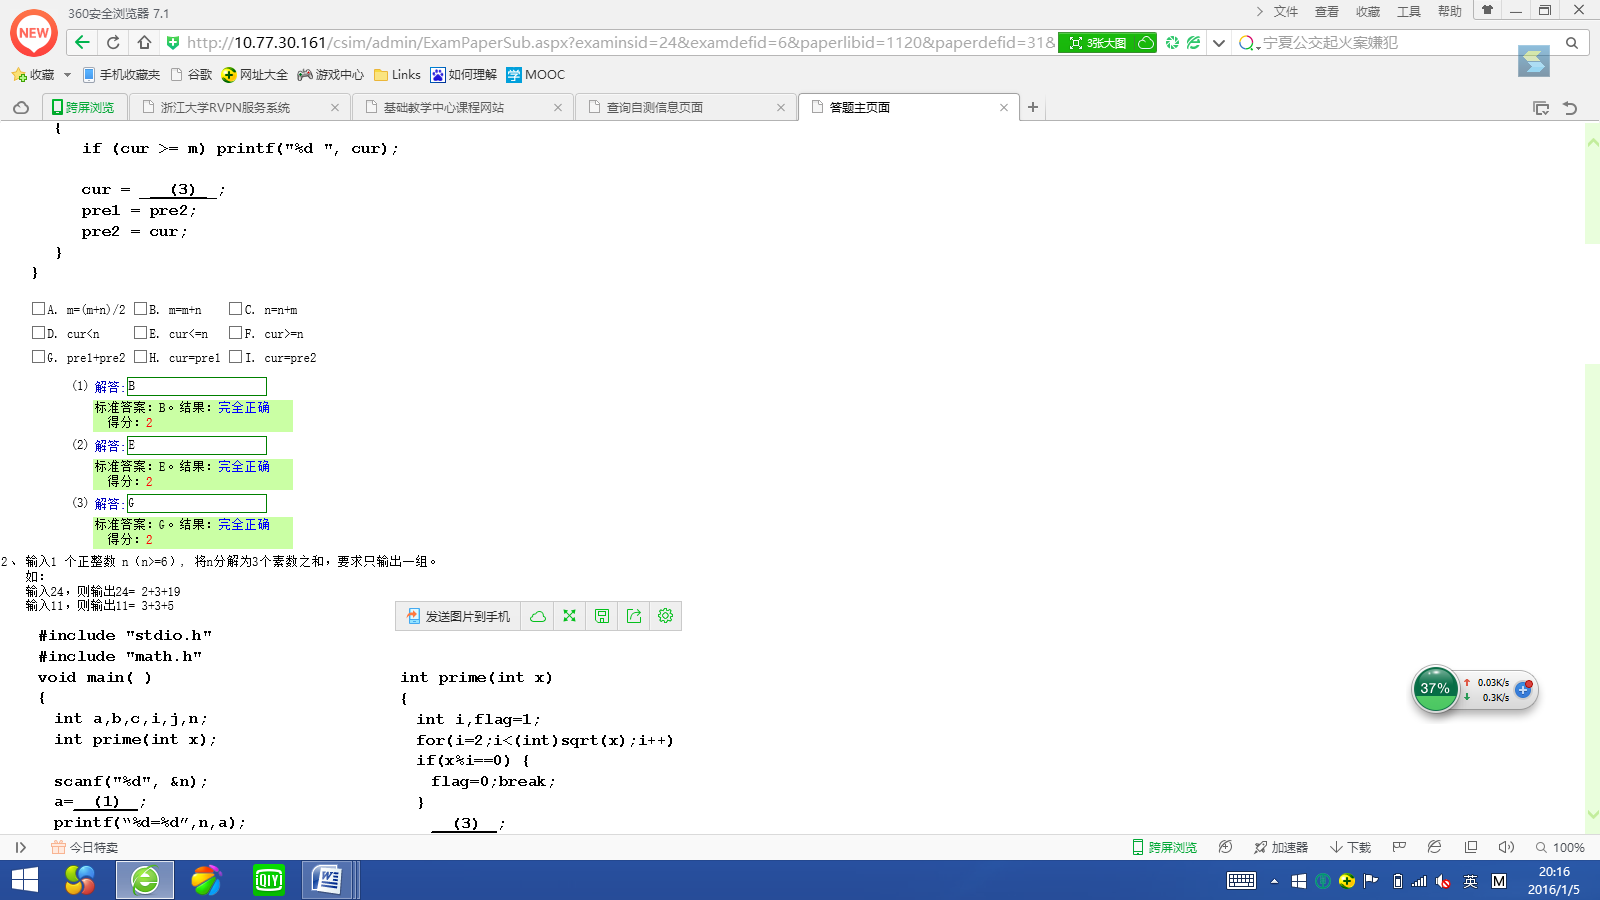 360安全浏览器 7.1
文件 查看 收藏 工具 帮助
NEW
http://10.77.30.161/csim/admin/ExamPaperSub.aspx?examinsid=24&examdefid=6&paperlibid=1120&paperdefid=31&
3张大图
宁夏公交起火案嫌犯
收藏 手机收藏夹 谷歌 网址大全 游戏中心 Links 如何理解 学 MOOC
跨屏浏览 浙江大学RVPN服务系统 基础教学中心课程网站 查询自测信息页面 答题主页面
{
if (cur >= m) printf("%d ", cur);
cur = __(3)__;
pre1 = pre2;
pre2 = cur;
}
}
A. m=(m+n)/2 B. m=m+n C. n=n+m
D. cur<n E. cur<=n F. cur>=n
G. pre1+pre2 H. cur=pre1 I. cur=pre2
(1) 解答:B
标准答案：B。结果：完全正确
得分：2
(2) 解答:E
标准答案：E。结果：完全正确
得分：2
(3) 解答:G
标准答案：G。结果：完全正确
得分：2
2、输入1 个正整数 n（n>=6）, 将n分解为3个素数之和，要求只输出一组。
如：
输入24，则输出24= 2+3+19
输入11，则输出11= 3+3+5
发送图片到手机
#include "stdio.h"
#include "math.h"
void main( )
{
int a,b,c,i,j,n;
int prime(int x);
scanf("%d", &n);
a=__(1)__;
printf(“%d=%d”,n,a);
int prime(int x)
{
int i,flag=1;
for(i=2;i<(int)sqrt(x);i++)
if(x%i==0) {
flag=0;break;
}
__(3)__;
37%
0.03K/s
0.3K/s
今日特卖
跨屏浏览 加速器 下载 100%
QIYI
英 M
20:16
2016/1/5